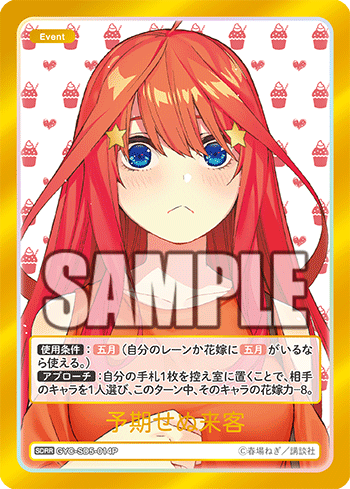 Event
SAMPLE
使用条件：五月（自分のレーンか花嫁に五月がいるな
ら使える。）
アプローチ：自分の手札1枚を控え室に置くことで、相手
のキャラを1人選び、このターン中、そのキャラの花嫁力-8。
予期せぬ来客
SDRR GYC-SD5-014P
©春場ねぎ／講談社